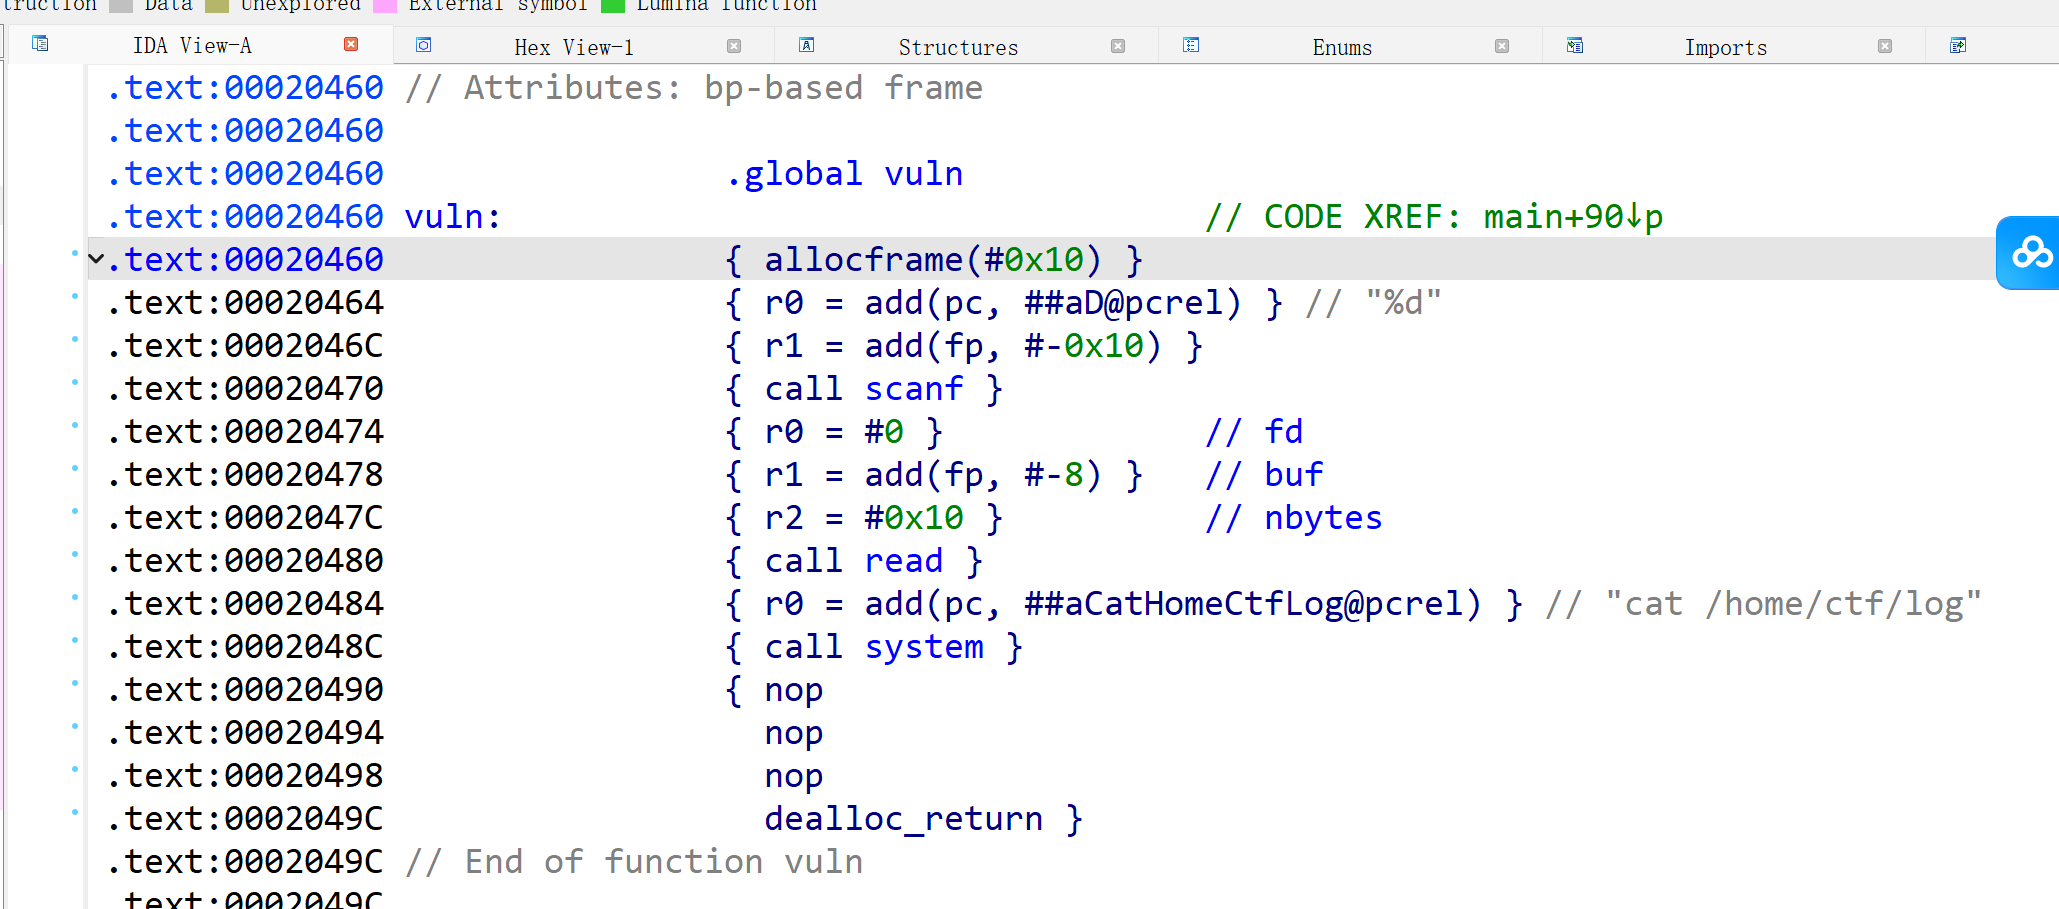 truction Data Unexplored External symbol Lumina function
IDA View-A Hex View-1 Structures Enums Imports
.text:00020460 // Attributes: bp-based frame
.text:00020460
.text:00020460 .global vuln
.text:00020460 vuln: // CODE XREF: main+90↓p
.text:00020460 { allocframe(#0x10) }
.text:00020464 { r0 = add(pc, ##aD@pcrel) } // "%d"
.text:0002046C { r1 = add(fp, #-0x10) }
.text:00020470 { call scanf }
.text:00020474 { r0 = #0 } // fd
.text:00020478 { r1 = add(fp, #-8) } // buf
.text:0002047C { r2 = #0x10 } // nbytes
.text:00020480 { call read }
.text:00020484 { r0 = add(pc, ##aCatHomeCtfLog@pcrel) } // "cat /home/ctf/log"
.text:0002048C { call system }
.text:00020490 { nop
.text:00020494 nop
.text:00020498 nop
.text:0002049C dealloc_return }
.text:0002049C // End of function vuln
.text:0002049C